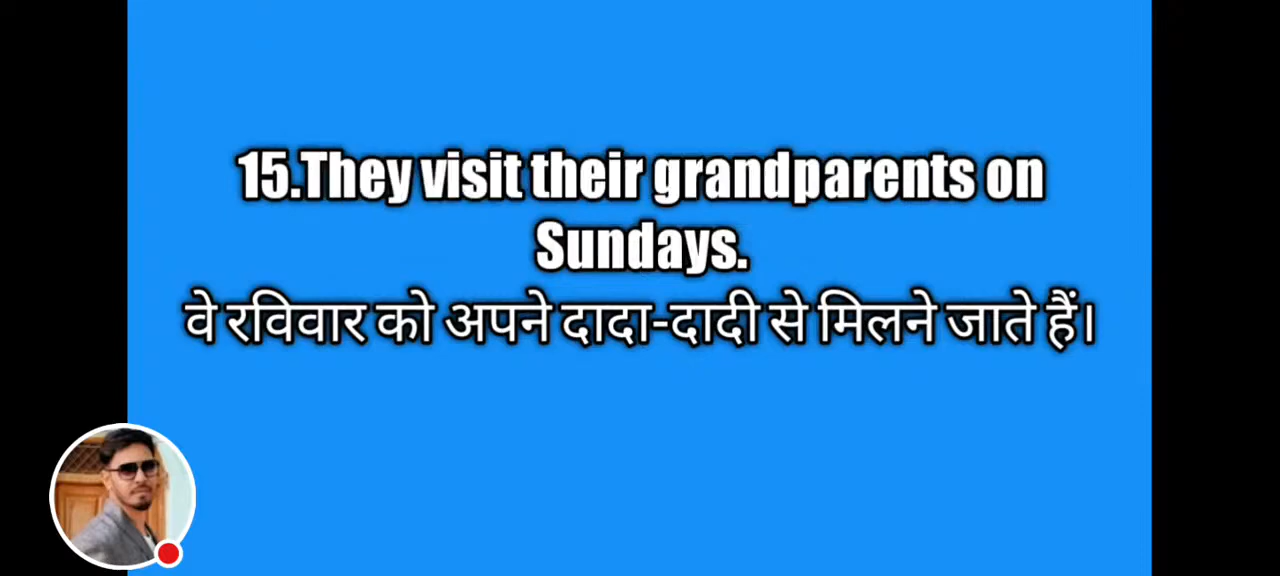 15.They visit their grandparents on
Sundays.
वे रविवार को अपने दादा-दादी से मिलने जाते हैं।